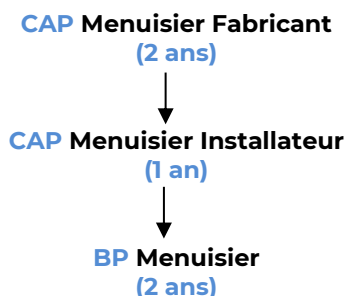 CAP Menuisier Fabricant
(2 ans)
CAP Menuisier Installateur
(1 an)
BP Menuisier
(2 ans)